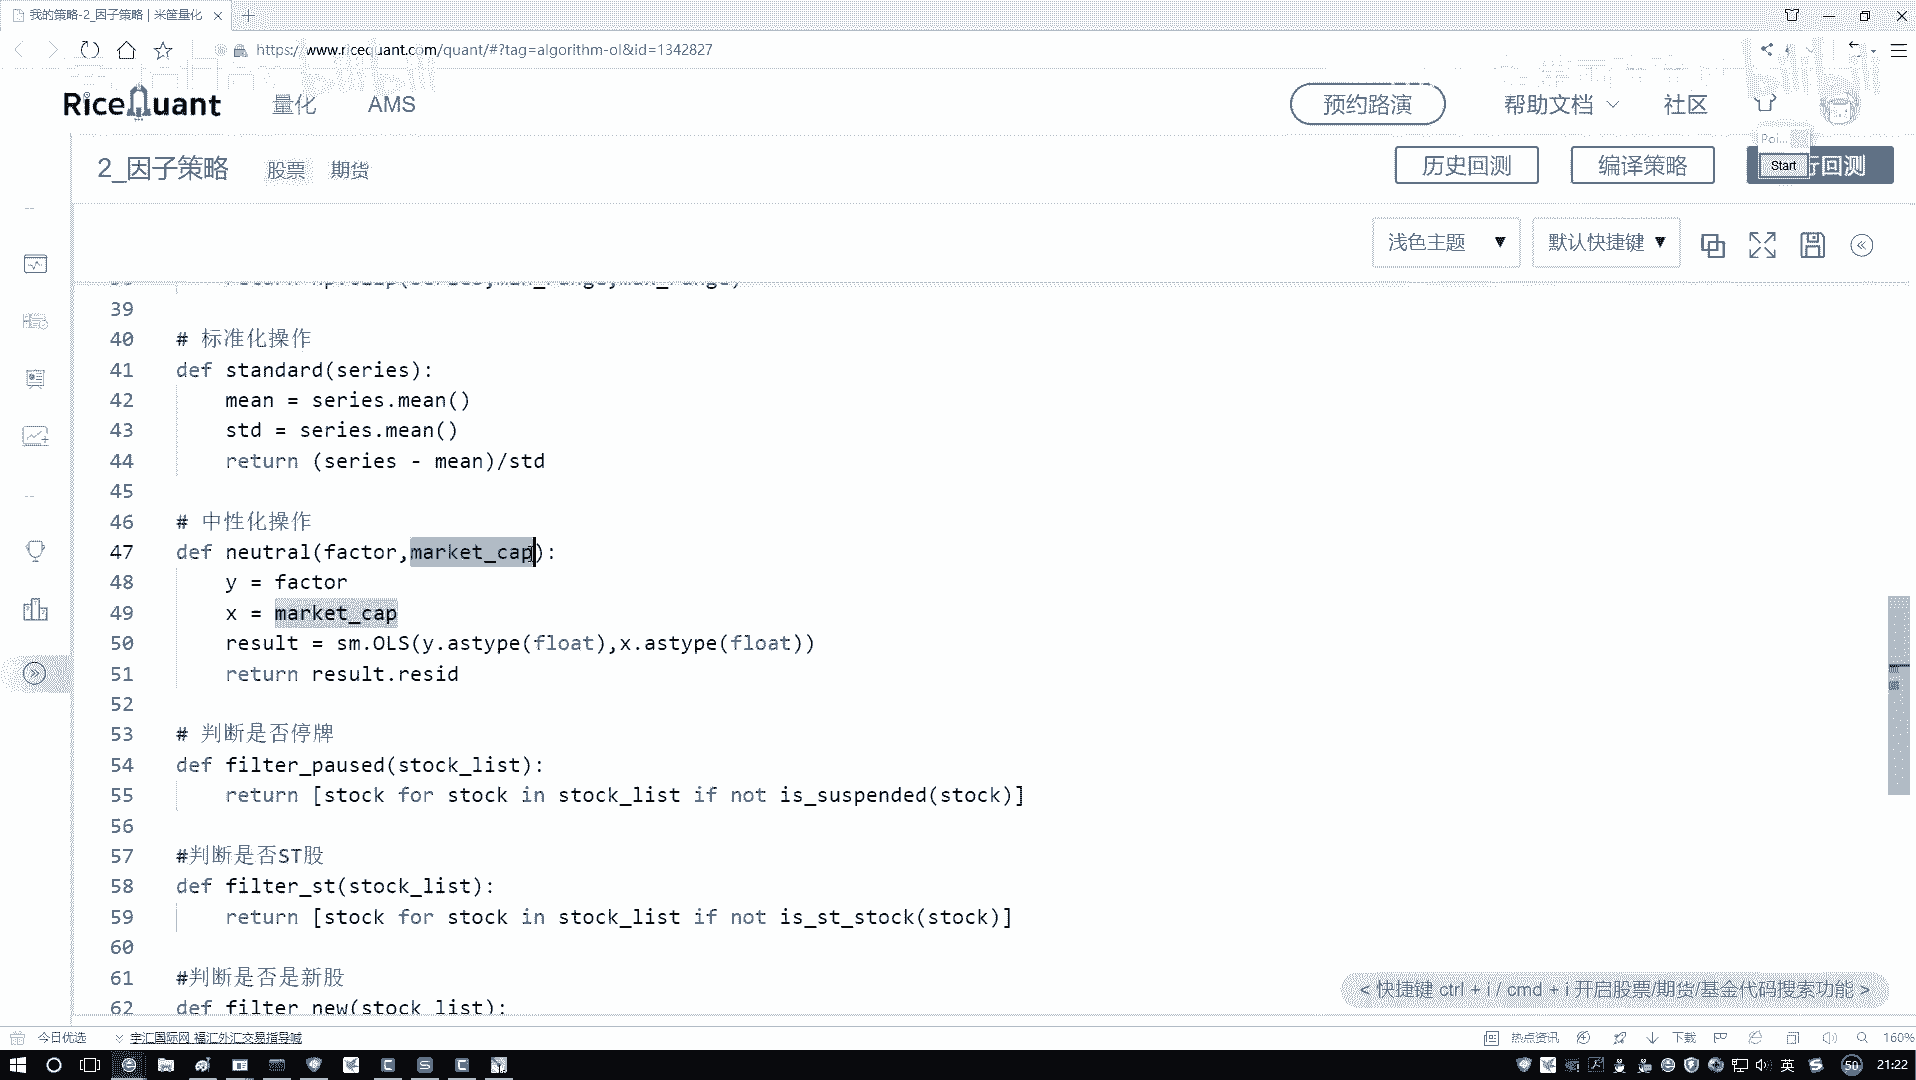 我的策略-2_因子策略 | 米筐量化
https://www.ricequant.com/quant/#?tag=algorithm-ol&id=1342827
RiceQuant 量化 AMS 预约路演 帮助文档 社区
Poi...
2_因子策略 股票 期货 历史回测 编译策略 Start 行回测
浅色主题 ▼ 默认快捷键 ▼
39
40 # 标准化操作
41 def standard(series):
42 mean = series.mean()
43 std = series.mean()
44 return (series - mean)/std
45
46 # 中性化操作
47 def neutral(factor,market_cap):
48 y = factor
49 x = market_cap
50 result = sm.OLS(y.astype(float),x.astype(float))
51 return result.resid
52
53 # 判断是否停牌
54 def filter_paused(stock_list):
55 return [stock for stock in stock_list if not is_suspended(stock)]
56
57 #判断是否ST股
58 def filter_st(stock_list):
59 return [stock for stock in stock_list if not is_st_stock(stock)]
60
61 #判断是否是新股
62 def filter_new(stock_list):
< 快捷键 ctrl + i / cmd + i 开启股票/期货/基金代码搜索功能 >
今日优选 宇汇国际网 福汇外汇交易指导喊 热点资讯 下载 160%
英 50 21:22